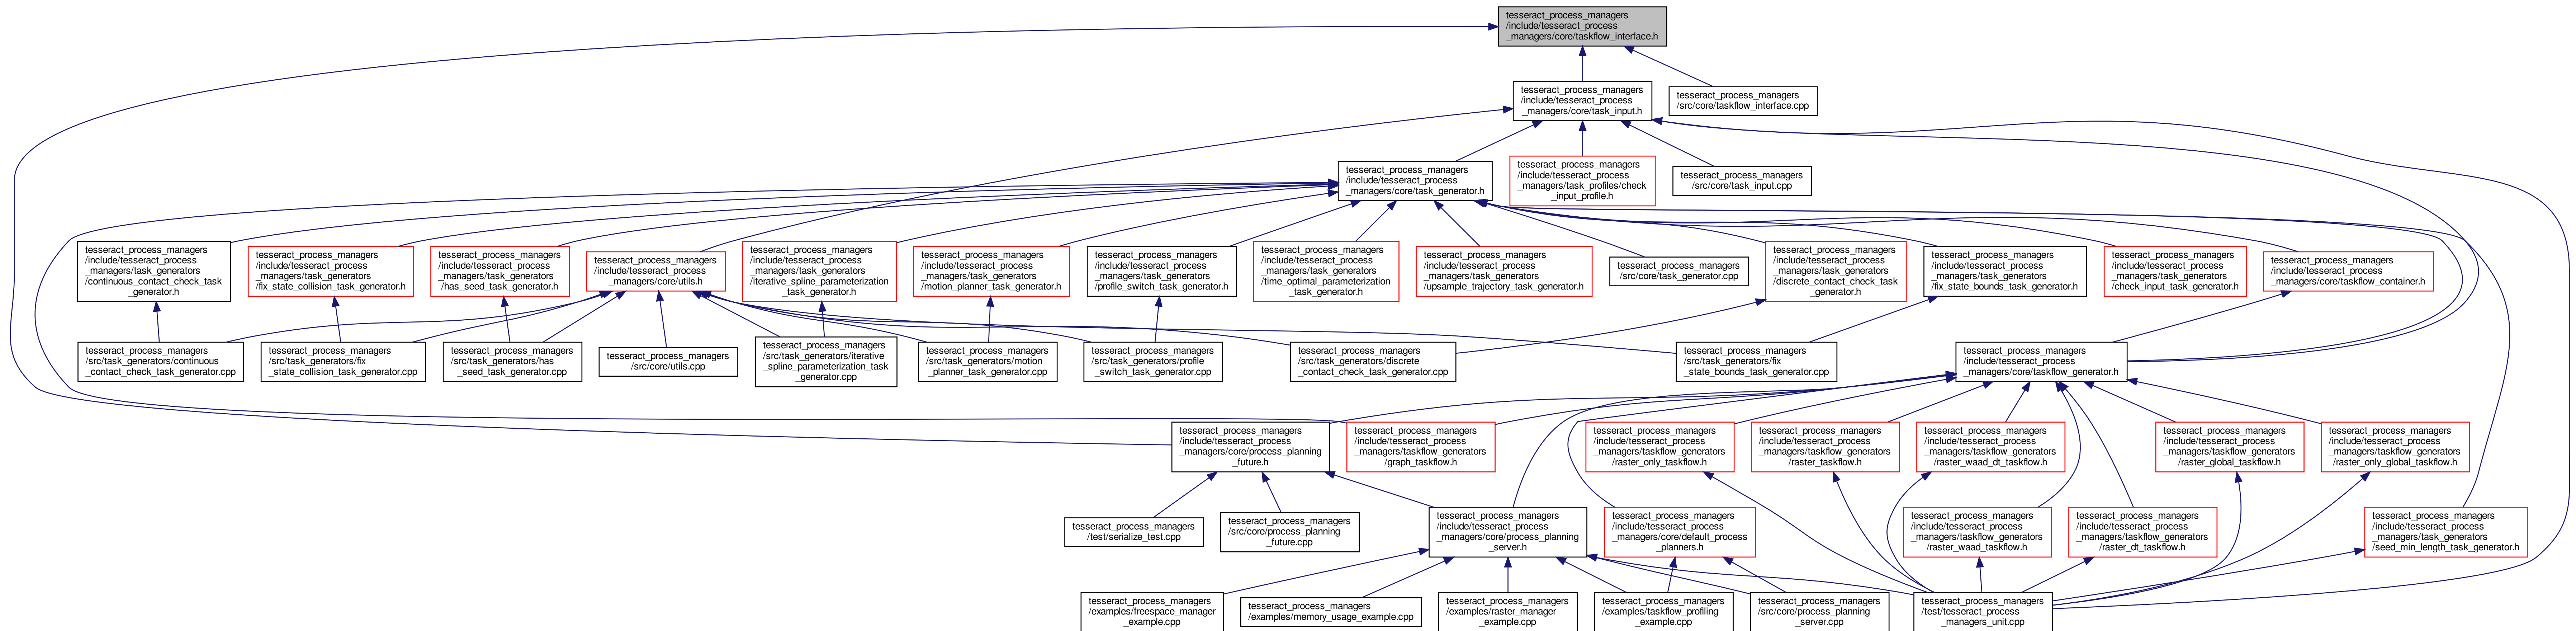 tesseract_process_managers
/include/tesseract_process
_managers/core/taskflow_interface.h
tesseract_process_managers
/include/tesseract_process
_managers/core/task_input.h
tesseract_process_managers
/src/core/taskflow_interface.cpp
tesseract_process_managers
/include/tesseract_process
_managers/core/task_generator.h
tesseract_process_managers
/include/tesseract_process
_managers/task_profiles/check
_input_profile.h
tesseract_process_managers
/src/core/task_input.cpp
tesseract_process_managers
/include/tesseract_process
_managers/task_generators
/continuous_contact_check_task
_generator.h
tesseract_process_managers
/include/tesseract_process
_managers/task_generators
/fix_state_collision_task_generator.h
tesseract_process_managers
/include/tesseract_process
_managers/task_generators
/has_seed_task_generator.h
tesseract_process_managers
/include/tesseract_process
_managers/core/utils.h
tesseract_process_managers
/include/tesseract_process
_managers/task_generators
/iterative_spline_parameterization
_task_generator.h
tesseract_process_managers
/include/tesseract_process
_managers/task_generators
/motion_planner_task_generator.h
tesseract_process_managers
/include/tesseract_process
_managers/task_generators
/profile_switch_task_generator.h
tesseract_process_managers
/include/tesseract_process
_managers/task_generators
/time_optimal_parameterization
_task_generator.h
tesseract_process_managers
/include/tesseract_process
_managers/task_generators
/upsample_trajectory_task_generator.h
tesseract_process_managers
/src/core/task_generator.cpp
tesseract_process_managers
/include/tesseract_process
_managers/task_generators
/discrete_contact_check_task
_generator.h
tesseract_process_managers
/include/tesseract_process
_managers/task_generators
/fix_state_bounds_task_generator.h
tesseract_process_managers
/include/tesseract_process
_managers/task_generators
/check_input_task_generator.h
tesseract_process_managers
/include/tesseract_process
_managers/core/taskflow_container.h
tesseract_process_managers
/src/task_generators/continuous
_contact_check_task_generator.cpp
tesseract_process_managers
/src/task_generators/fix
_state_collision_task_generator.cpp
tesseract_process_managers
/src/task_generators/has
_seed_task_generator.cpp
tesseract_process_managers
/src/core/utils.cpp
tesseract_process_managers
/src/task_generators/iterative
_spline_parameterization_task
_generator.cpp
tesseract_process_managers
/src/task_generators/motion
_planner_task_generator.cpp
tesseract_process_managers
/src/task_generators/profile
_switch_task_generator.cpp
tesseract_process_managers
/src/task_generators/discrete
_contact_check_task_generator.cpp
tesseract_process_managers
/src/task_generators/fix
_state_bounds_task_generator.cpp
tesseract_process_managers
/include/tesseract_process
_managers/core/taskflow_generator.h
tesseract_process_managers
/include/tesseract_process
_managers/core/process_planning
_future.h
tesseract_process_managers
/include/tesseract_process
_managers/taskflow_generators
/graph_taskflow.h
tesseract_process_managers
/include/tesseract_process
_managers/taskflow_generators
/raster_only_taskflow.h
tesseract_process_managers
/include/tesseract_process
_managers/taskflow_generators
/raster_taskflow.h
tesseract_process_managers
/include/tesseract_process
_managers/taskflow_generators
/raster_waad_dt_taskflow.h
tesseract_process_managers
/include/tesseract_process
_managers/taskflow_generators
/raster_global_taskflow.h
tesseract_process_managers
/include/tesseract_process
_managers/taskflow_generators
/raster_only_global_taskflow.h
tesseract_process_managers
/test/serialize_test.cpp
tesseract_process_managers
/src/core/process_planning
_future.cpp
tesseract_process_managers
/include/tesseract_process
_managers/core/process_planning
_server.h
tesseract_process_managers
/include/tesseract_process
_managers/core/default_process
_planners.h
tesseract_process_managers
/include/tesseract_process
_managers/taskflow_generators
/raster_waad_taskflow.h
tesseract_process_managers
/include/tesseract_process
_managers/taskflow_generators
/raster_dt_taskflow.h
tesseract_process_managers
/include/tesseract_process
_managers/task_generators
/seed_min_length_task_generator.h
tesseract_process_managers
/examples/freespace_manager
_example.cpp
tesseract_process_managers
/examples/memory_usage_example.cpp
tesseract_process_managers
/examples/raster_manager
_example.cpp
tesseract_process_managers
/examples/taskflow_profiling
_example.cpp
tesseract_process_managers
/src/core/process_planning
_server.cpp
tesseract_process_managers
/test/tesseract_process
_managers_unit.cpp